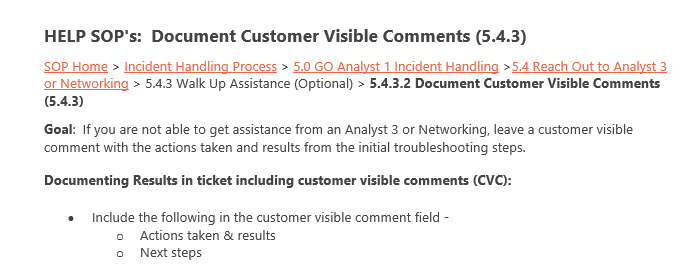 HELP SOP's:  Document Customer Visible Comments (5.4.3)
SOP Home > Incident Handling Process > 5.0 GO Analyst 1 Incident Handling >5.4 Reach Out to Analyst 3
or Networking > 5.4.3 Walk Up Assistance (Optional) > 5.4.3.2 Document Customer Visible Comments
(5.4.3)
Goal:  If you are not able to get assistance from an Analyst 3 or Networking, leave a customer visible
comment with the actions taken and results from the initial troubleshooting steps.
Documenting Results in ticket including customer visible comments (CVC):
• Include the following in the customer visible comment field -
o Actions taken & results
o Next steps